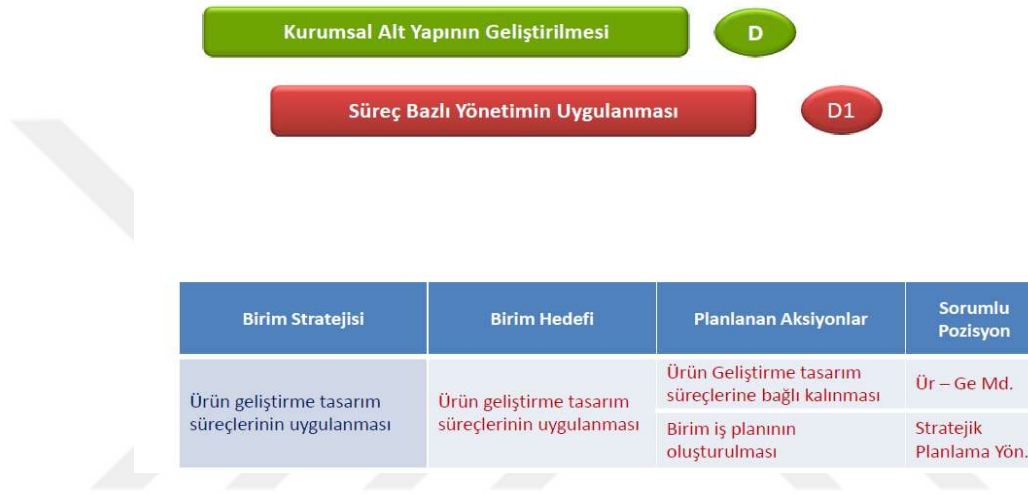 Kurumsal Alt Yapının Geliştirilmesi
D
Süreç Bazlı Yönetimin Uygulanması
D1
Birim Stratejisi
Birim Hedefi
Planlanan Aksiyonlar
Sorumlu
Pozisyon
Ürün geliştirme tasarım
süreçlerinin uygulanması
Ürün geliştirme tasarım
süreçlerinin uygulanması
Ürün Geliştirme tasarım
süreçlerine bağlı kalınması
Ür – Ge Md.
Birim iş planının
oluşturulması
Stratejik
Planlama Yön.